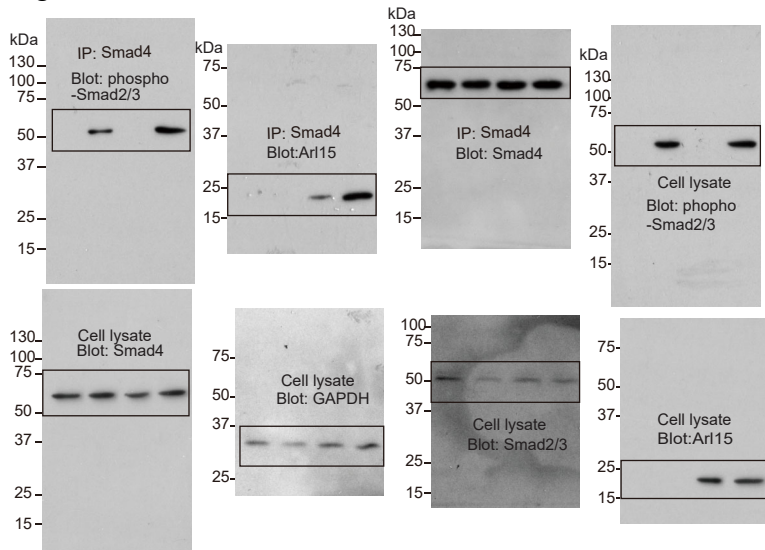 kDa
130
100
75
50
37
25
15
IP: Smad4
Blot: phospho
-Smad2/3
kDa
75
50
37
25
15
IP: Smad4
Blot:Arl15
kDa
130
100
75
50
37
25
15
IP: Smad4
Blot: Smad4
kDa
130
100
75
50
37
25
15
Cell lysate
Blot: phopho
-Smad2/3
130
100
75
50
37
25
15
Cell lysate
Blot: Smad4
75
50
37
25
Cell lysate
Blot: GAPDH
100
75
50
37
25
15
Cell lysate
Blot: Smad2/3
75
50
37
25
15
Cell lysate
Blot:Arl15